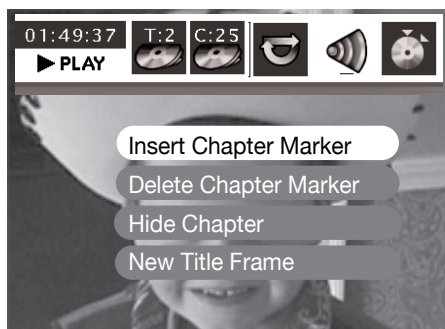 01:49:37 T:2 C:25
PLAY
Insert Chapter Marker
Delete Chapter Marker
Hide Chapter
New Title Frame